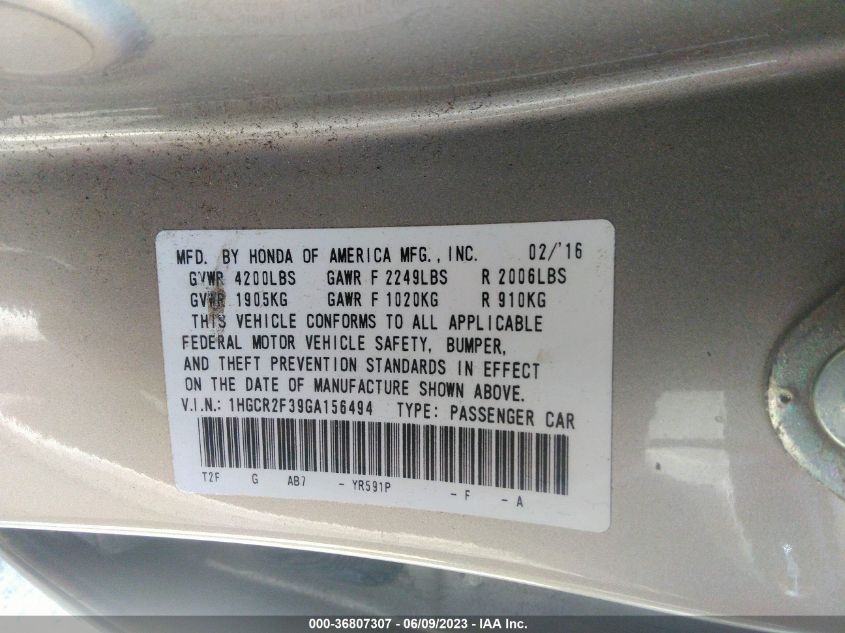 MFD. BY HONDA OF AMERICA MFG., INC. 02/'16
GVWR 4200LBS GAWR F 2249LBS R 2006LBS
GVWR 1905KG GAWR F 1020KG R 910KG
THIS VEHICLE CONFORMS TO ALL APPLICABLE
FEDERAL MOTOR VEHICLE SAFETY, BUMPER,
AND THEFT PREVENTION STANDARDS IN EFFECT
ON THE DATE OF MANUFACTURE SHOWN ABOVE.
V.I.N.: 1HGCR2F39GA156494 TYPE: PASSENGER CAR
T2F G AB7 - YR591P - F - A
000-36807307 - 06/09/2023 - IAA Inc.